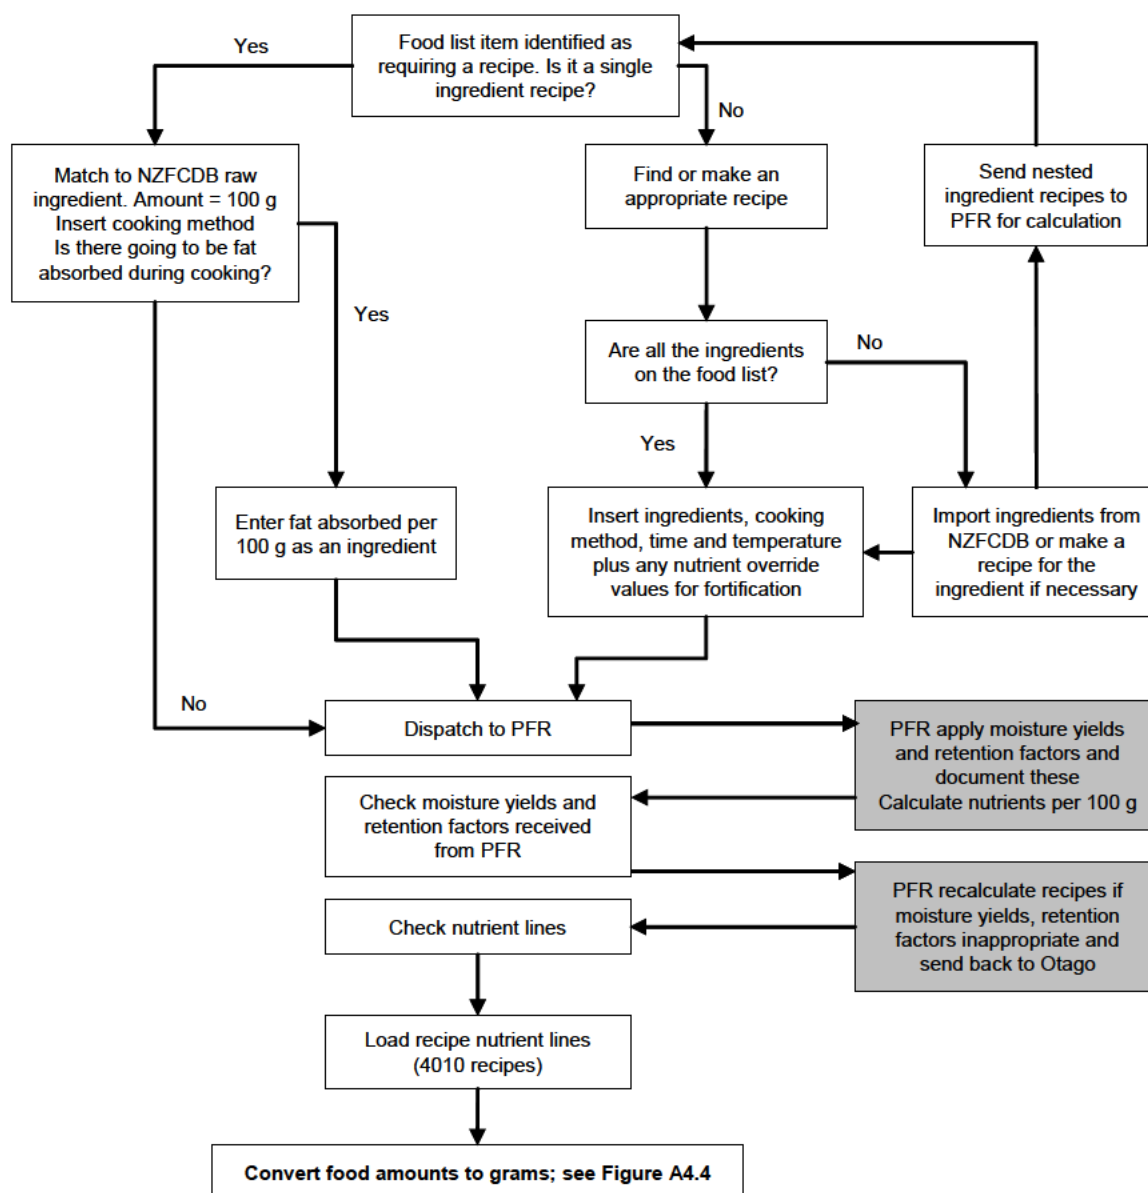 Yes
Food list item identified as
requiring a recipe. Is it a single
ingredient recipe?
No
Match to NZFCDB raw
ingredient. Amount = 100 g
Insert cooking method
Is there going to be fat
absorbed during cooking?
Find or make an
appropriate recipe
Send nested
ingredient recipes to
PFR for calculation
Yes
Are all the ingredients
on the food list?
No
Yes
Enter fat absorbed per
100 g as an ingredient
Insert ingredients, cooking
method, time and temperature
plus any nutrient override
values for fortification
Import ingredients from
NZFCDB or make a
recipe for the
ingredient if necessary
No
Dispatch to PFR
PFR apply moisture yields
and retention factors and
document these
Calculate nutrients per 100 g
Check moisture yields and
retention factors received
from PFR
PFR recalculate recipes if
moisture yields, retention
factors inappropriate and
send back to Otago
Check nutrient lines
Load recipe nutrient lines
(4010 recipes)
Convert food amounts to grams; see Figure A4.4